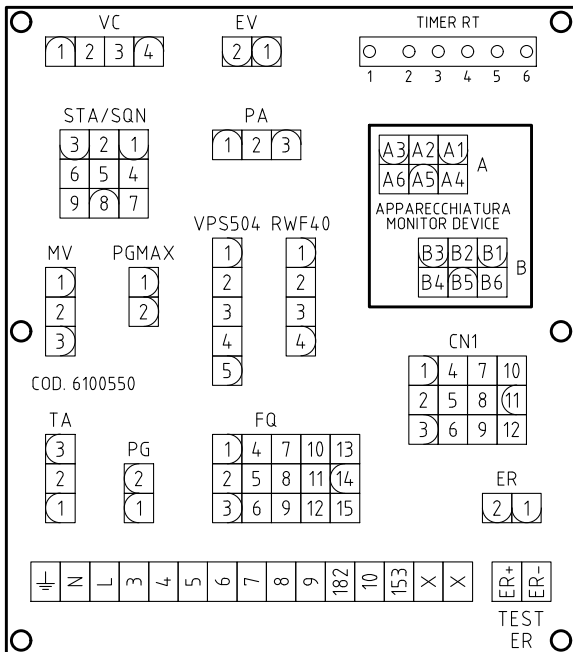 VC EV TIMER RT
1 2 3 4 2 1
1 2 3 4 5 6
STA/SQN PA
3 2 1
6 5 4
9 8 7
1 2 3
A3 A2 A1
A6 A5 A4
A
APPARECCHIATURA
MONITOR DEVICE
B3 B2 B1
B4 B5 B6
B
MV PGMAX VPS504 RWF40
1
2
3
1
2
1
2
3
4
5
1
2
3
4
CN1
1 4 7 10
2 5 8 11
3 6 9 12
COD. 6100550
TA PG FQ
3
2
1
2
1
1 4 7 10 13
2 5 8 11 14
3 6 9 12 15
ER
2 1
N L 3 4 5 6 7 8 9 182 10 153 X X
ER+ ER-
TEST
ER